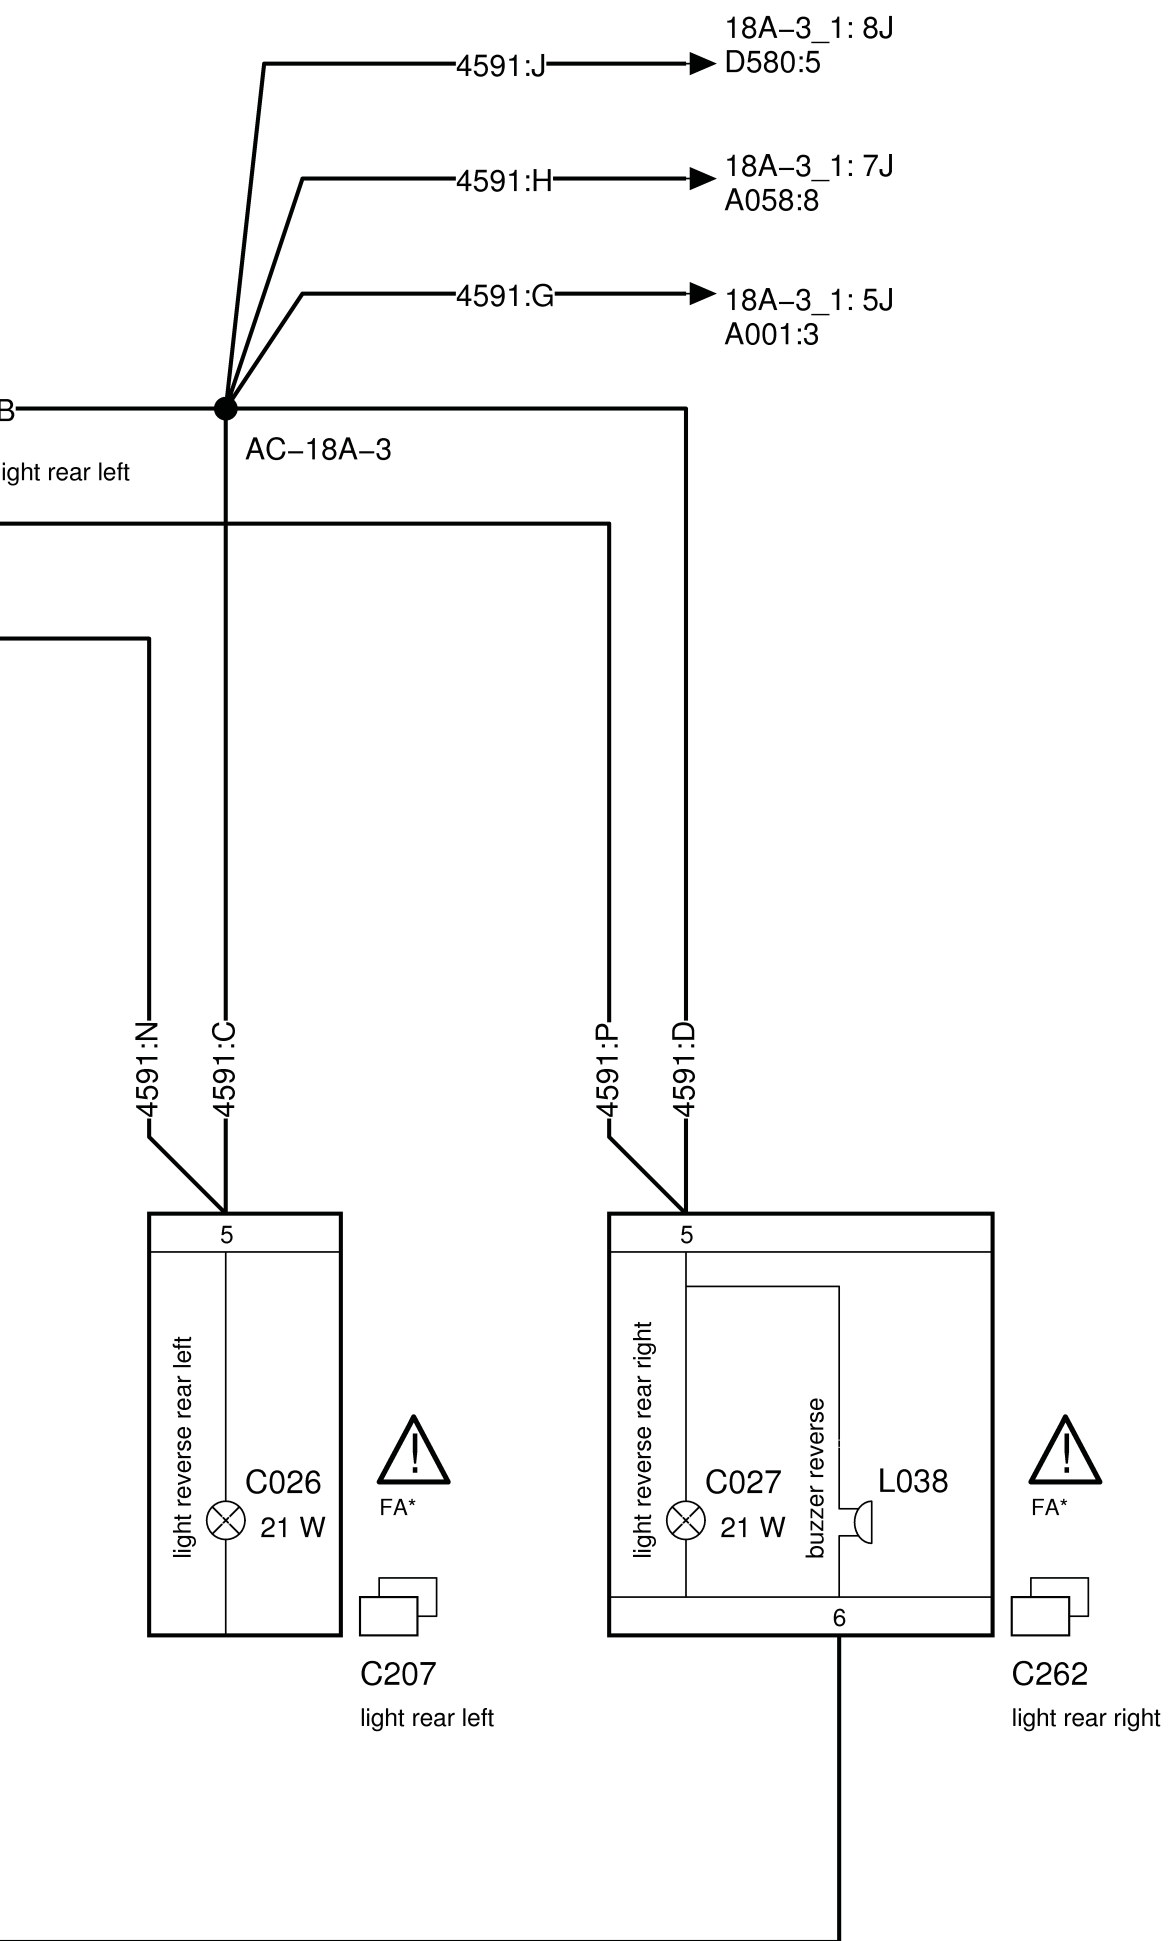 18A−3_1: 8J
4591:J
D580:5
18A−3_1: 7J
4591:H
A058:8
4591:G
18A−3_1: 5J
A001:3
B
AC−18A−3
ight rear left
4591:N
4591:C
4591:P
4591:D
5
5
light reverse rear left
C026
21 W
!
FA*
light reverse rear right
C027
21 W
buzzer reverse
L038
!
FA*
6
C207
light rear left
C262
light rear right